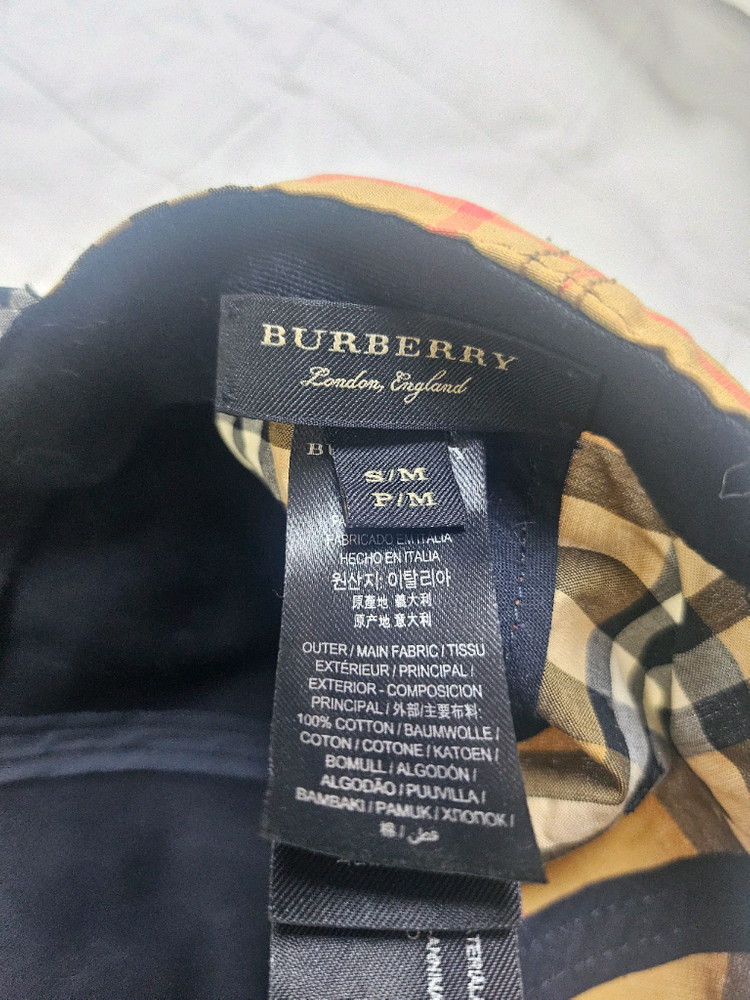 BURBERRY
London, England
S/M
P/M
FABRICADO EM ITALIA
HECHO EN ITALIA
원산지: 이탈리아
原產地 義大利
原产地 意大利
OUTER / MAIN FABRIC / TISSU
EXTÉRIEUR / PRINCIPAL /
EXTERIOR - COMPOSICION
PRINCIPAL / 外部/主要布料:
100% COTTON / BAUMWOLLE /
COTON / COTONE / KATOEN /
BOMULL / ALGODÓN /
ALGODÃO / PUUVILLA /
BAMBAKI / PAMUK / ХЛОПОК /
棉 / قطن /